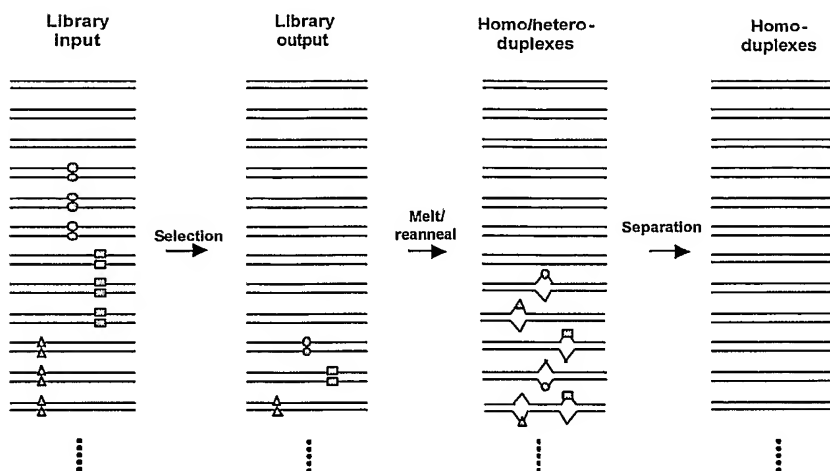 Library
input
Library
output
Homo/hetero-
duplexes
Homo-
duplexes
Selection
Melt/
reanneal
Separation